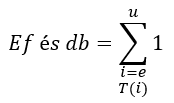 u
Ef és db = ∑ 1
i=e
T(i)